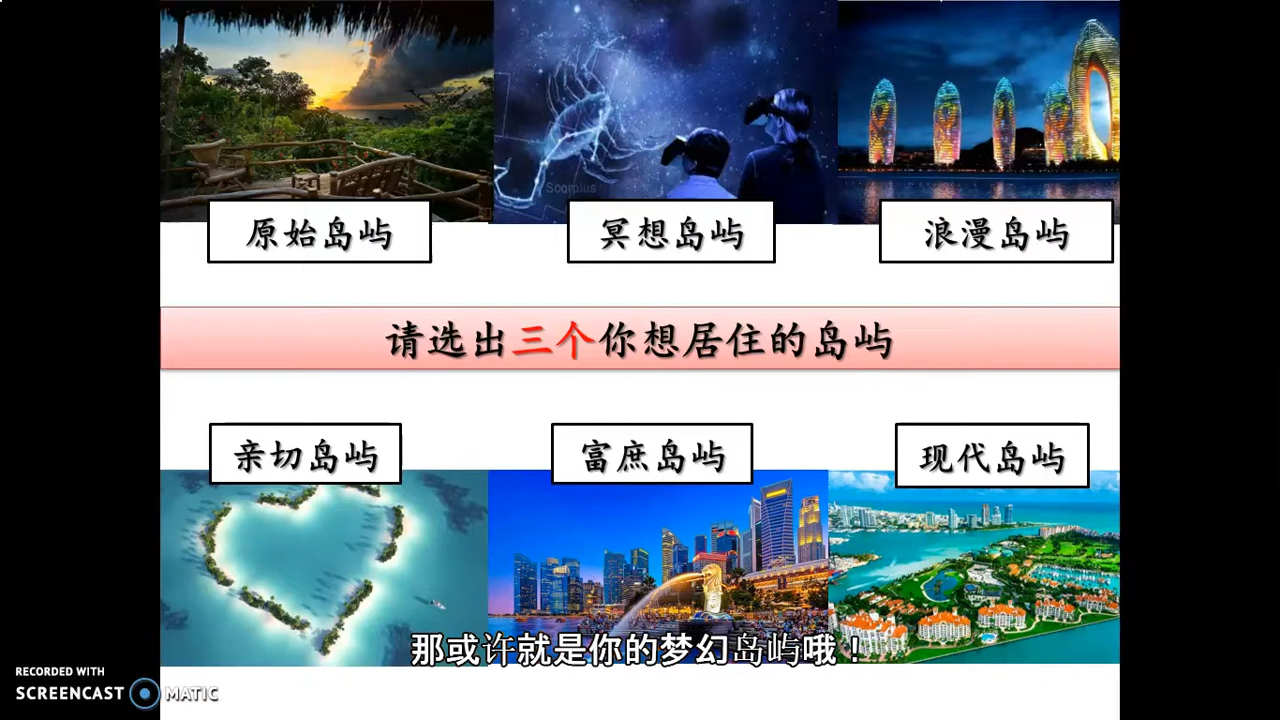 Scorpius
原始岛屿
冥想岛屿
浪漫岛屿
请选出三个你想居住的岛屿
亲切岛屿
富庶岛屿
现代岛屿
那或许就是你的梦幻岛屿哦！
RECORDED WITH
SCREENCAST MATIC